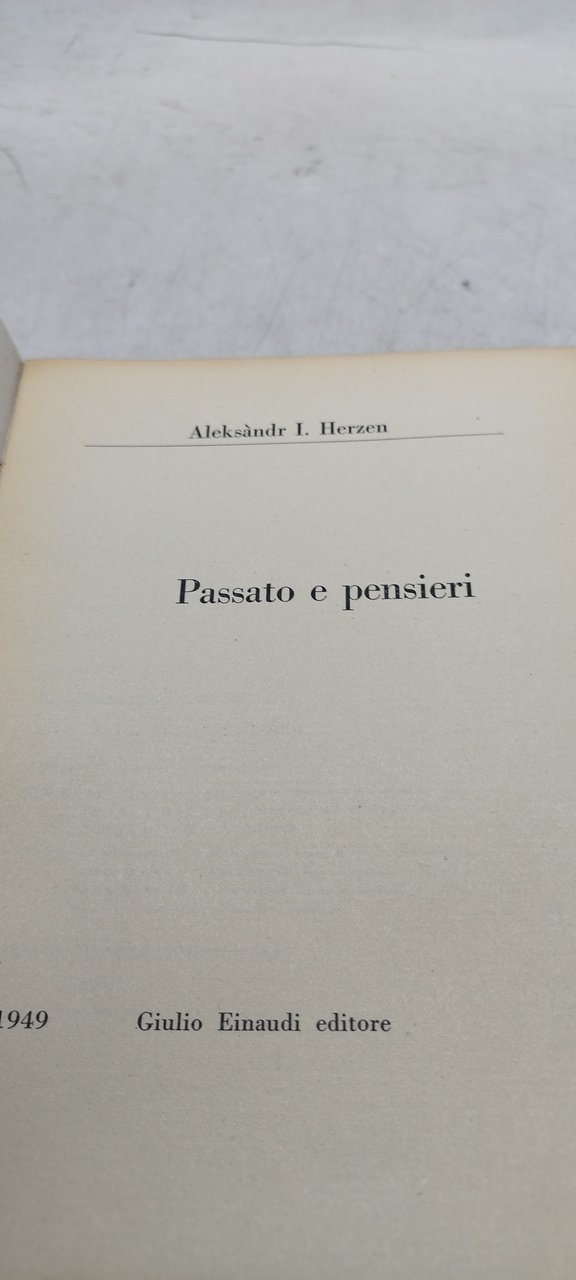 Aleksàndr I. Herzen
Passato e pensieri
1949 Giulio Einaudi editore